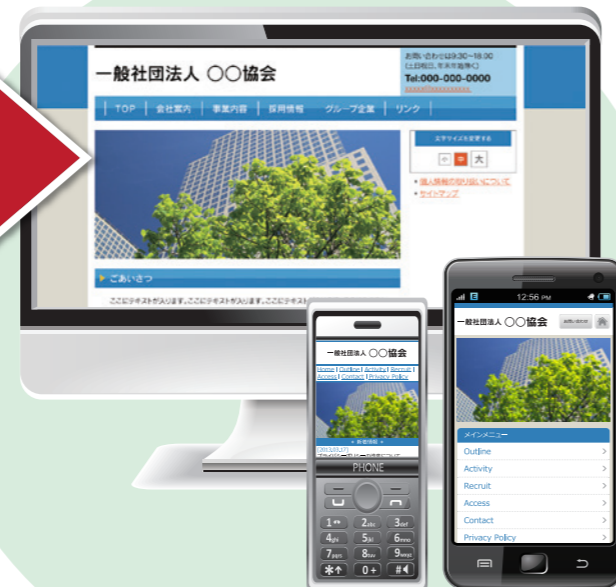 一般社団法人 〇〇協会
お問い合わせは9:30~18:00
(土日祝日、年末年始除く)
Tel:000-000-0000
TOP | 会社案内 | 事業内容 | 採用情報 グループ企業 | リンク |
文字サイズを変更する
小 中 大
• 個人情報の取り扱いについて
• サイトマップ
ごあいさつ
ここにテキストが入ります。ここにテキストが入ります。ここにテキスト
一般社団法人 〇〇協会
Home | Outline | Activity | Recruit |
Access | Contact | Privacy Policy
新着情報
[2013.03.17]
PHONE
1
2abc
3def
4ghi
5jkl
6mno
7pqrs
8tuv
9wxyz
0 +
#
12:56 PM
一般社団法人 〇〇協会
メインメニュー
Outline
Activity
Recruit
Access
Contact
Privacy Policy